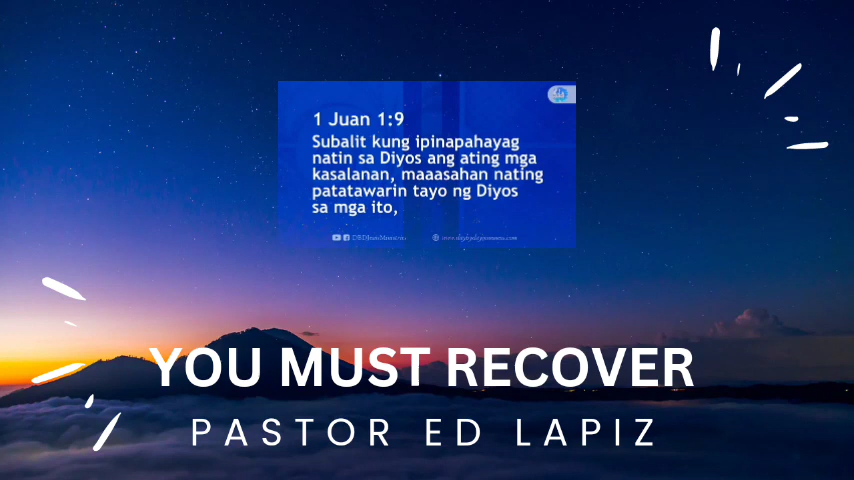 1 Juan 1:9
Subalit kung ipinapahayag
natin sa Diyos ang ating mga
kasalanan, maaasahan nating
patatawarin tayo ng Diyos
sa mga ito,
YOU MUST RECOVER
PASTOR ED LAPIZ